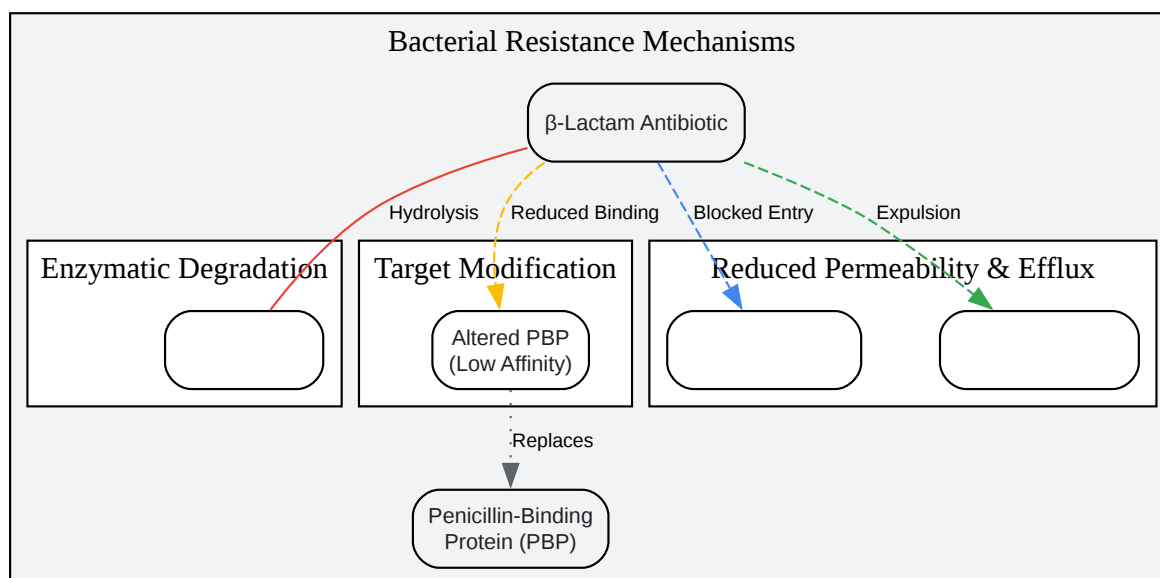 Bacterial Resistance Mechanisms
β-Lactam Antibiotic
Hydrolysis
Reduced Binding
Blocked Entry
Expulsion
Enzymatic Degradation
Target Modification
Reduced Permeability & Efflux
Altered PBP
(Low Affinity)
Replaces
Penicillin-Binding
Protein (PBP)